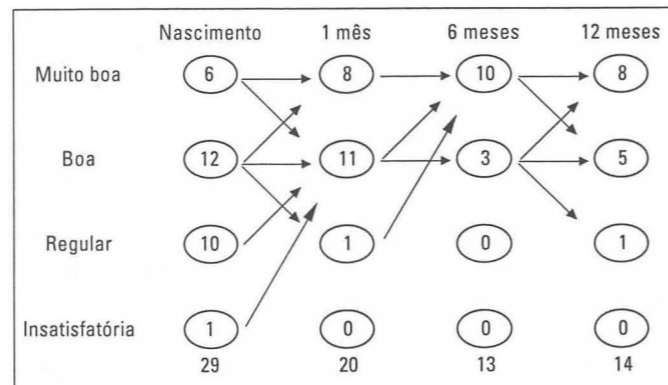 Nascimento 1 mês 6 meses 12 meses
Muito boa 6 8 10 8
Boa 12 11 3 5
Regular 10 1 0 1
Insatisfatória 1 0 0 0
29 20 13 14